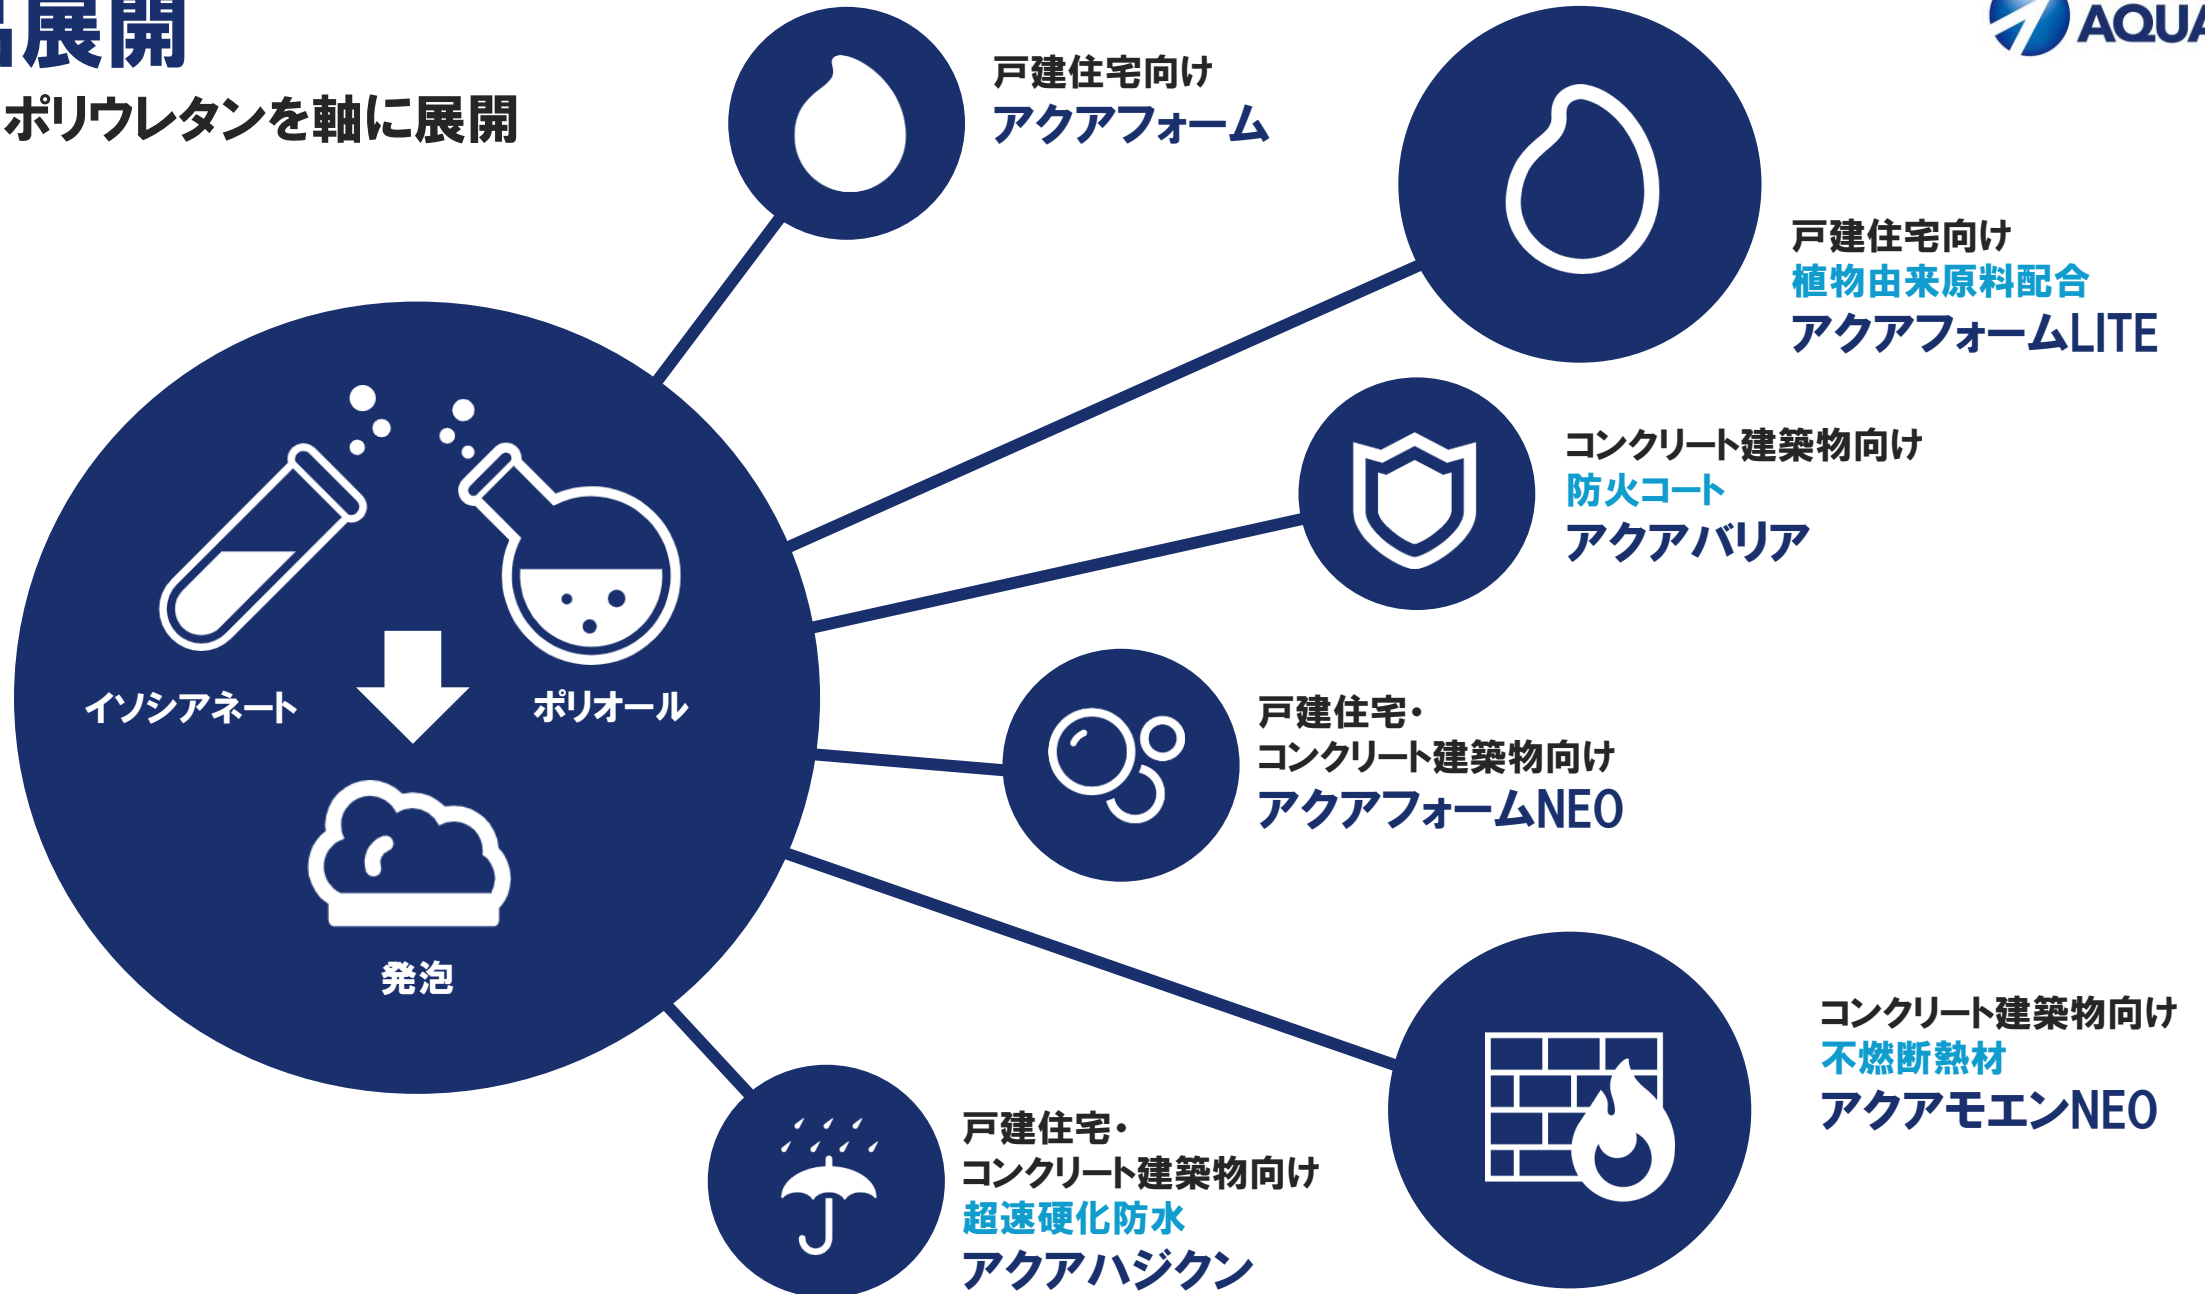 展開
ポリウレタンを軸に展開
戸建住宅向け
アクアフォーム
戸建住宅向け
植物由来原料配合
アクアフォームLITE
コンクリート建築物向け
防火コート
アクアバリア
イソシアネート
ポリオール
発泡
戸建住宅・
コンクリート建築物向け
アクアフォームNEO
コンクリート建築物向け
不燃断熱材
アクアモエンNEO
戸建住宅・
コンクリート建築物向け
超速硬化防水
アクアハジクン